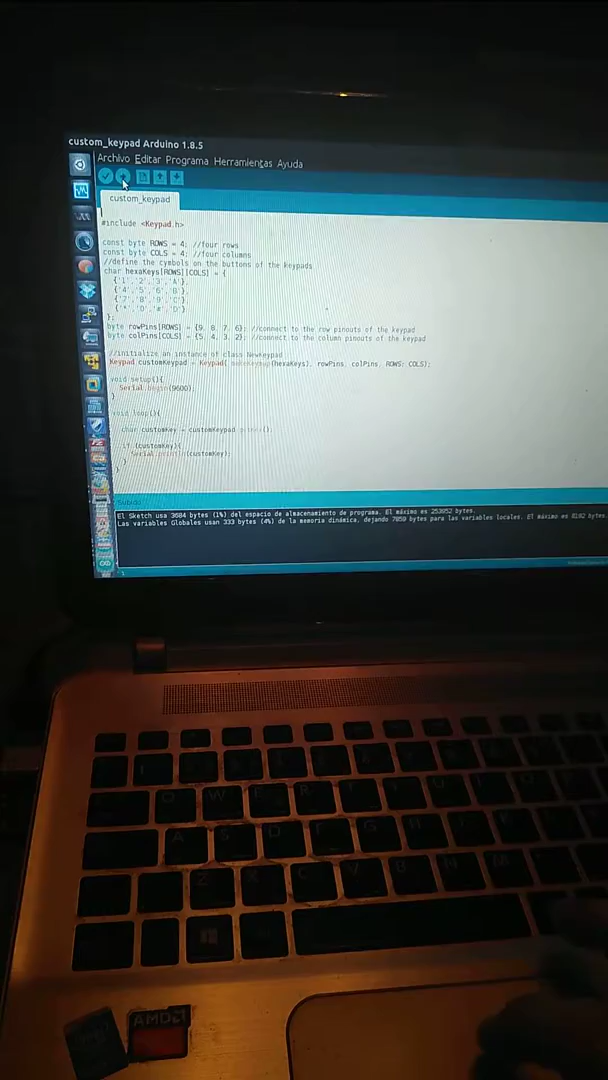 custom_keypad Arduino 1.8.5
Archivo Editar Programa Herramientas Ayuda
custom_keypad
#include <Keypad.h>
const byte ROWS = 4; //four rows
const byte COLS = 4; //four columns
//define the cymbols on the buttons of the keypads
char hexaKeys[ROWS][COLS] = {
{'1','2','3','A'},
{'4','5','6','B'},
{'7','8','9','C'},
{'*','0','#','D'}
};
byte rowPins[ROWS] = {9, 8, 7, 6}; //connect to the row pinouts of the keypad
byte colPins[COLS] = {5, 4, 3, 2}; //connect to the column pinouts of the keypad
//initialize an instance of class NewKeypad
Keypad customKeypad = Keypad( makeKeymap(hexaKeys), rowPins, colPins, ROWS, COLS);
void setup(){
Serial.begin(9600);
}
void loop(){
char customKey = customKeypad.getKey();
if (customKey){
Serial.println(customKey);
}
}
El Sketch usa 3684 bytes (1%) del espacio de almacenamiento de programa. El máximo es 253952 bytes.
Las variables Globales usan 333 bytes (4%) de la memoria dinámica, dejando 7859 bytes para las variables locales. El máximo es 8192 bytes.
Q W E R T
A S D F G H
Z X C V B N M
AMD